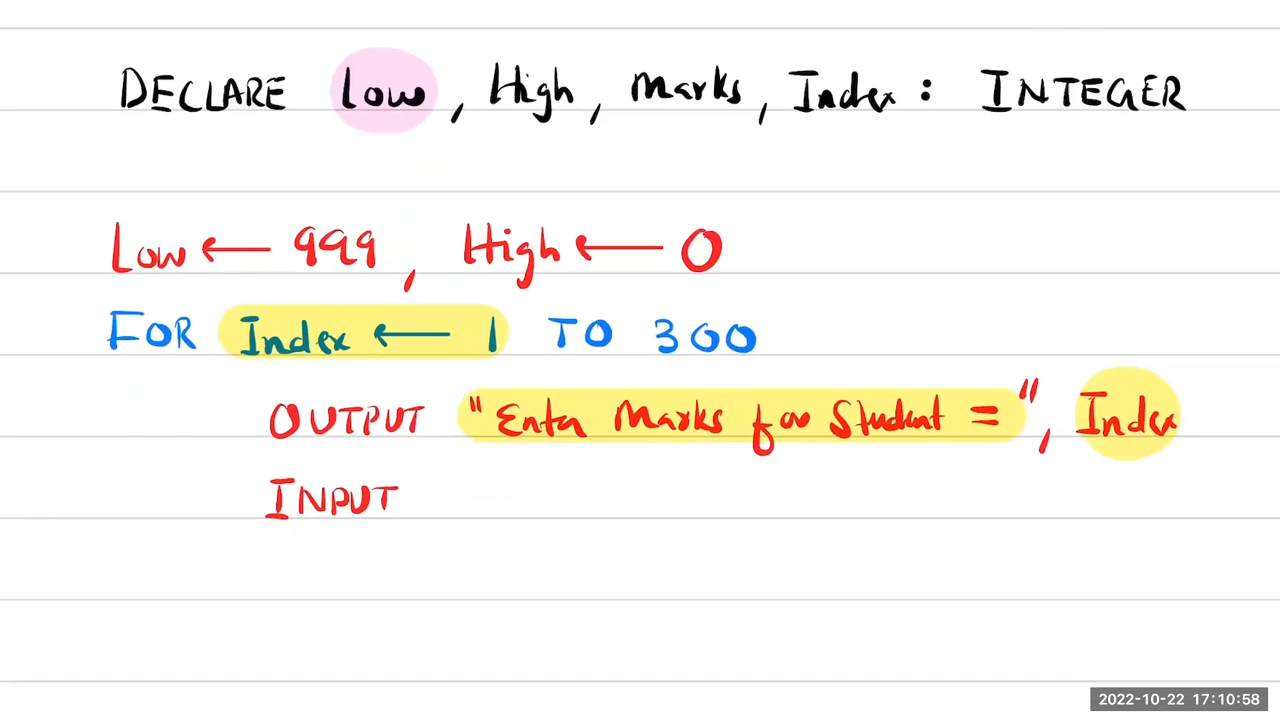 DECLARE Low, High, Marks, Index : INTEGER
Low ← 999, High ← 0
FOR Index ← 1 TO 300
OUTPUT "Enter Marks for Student =", Index
INPUT
2022-10-22 17:10:58